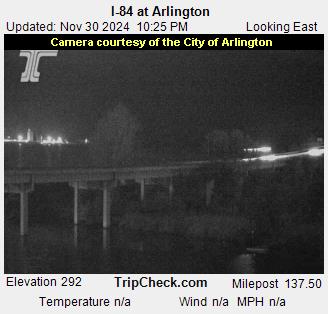 I-84 at Arlington
Updated: Nov 30 2024 10:25 PM Looking East
Camera courtesy of the City of Arlington
Elevation 292 TripCheck.com Milepost 137.50
Temperature n/a Wind n/a MPH n/a